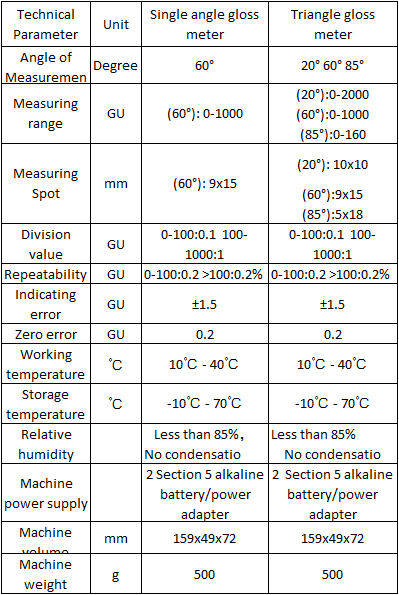 Technical Parameter Unit Single angle gloss meter Triangle gloss meter
Angle of Measuremen Degree 60° 20° 60° 85°
Measuring range GU (60°): 0-1000 (20°):0-2000 (60°):0-1000 (85°):0-160
Measuring Spot mm (60°): 9x15 (20°): 10x10 (60°):9x15 (85°):5x18
Division value GU 0-100:0.1 100-1000:1 0-100:0.1 100-1000:1
Repeatability GU 0-100:0.2 >100:0.2% 0-100:0.2 >100:0.2%
Indicating error GU ±1.5 ±1.5
Zero error GU 0.2 0.2
Working temperature ℃ 10℃ - 40℃ 10℃ - 40℃
Storage temperature ℃ -10℃ - 70℃ -10℃ - 70℃
Relative humidity Less than 85%, No condensatio Less than 85% No condensatio
Machine power supply 2 Section 5 alkaline battery/power adapter 2 Section 5 alkaline battery/power adapter
Machine volume mm 159x49x72 159x49x72
Machine weight g 500 500